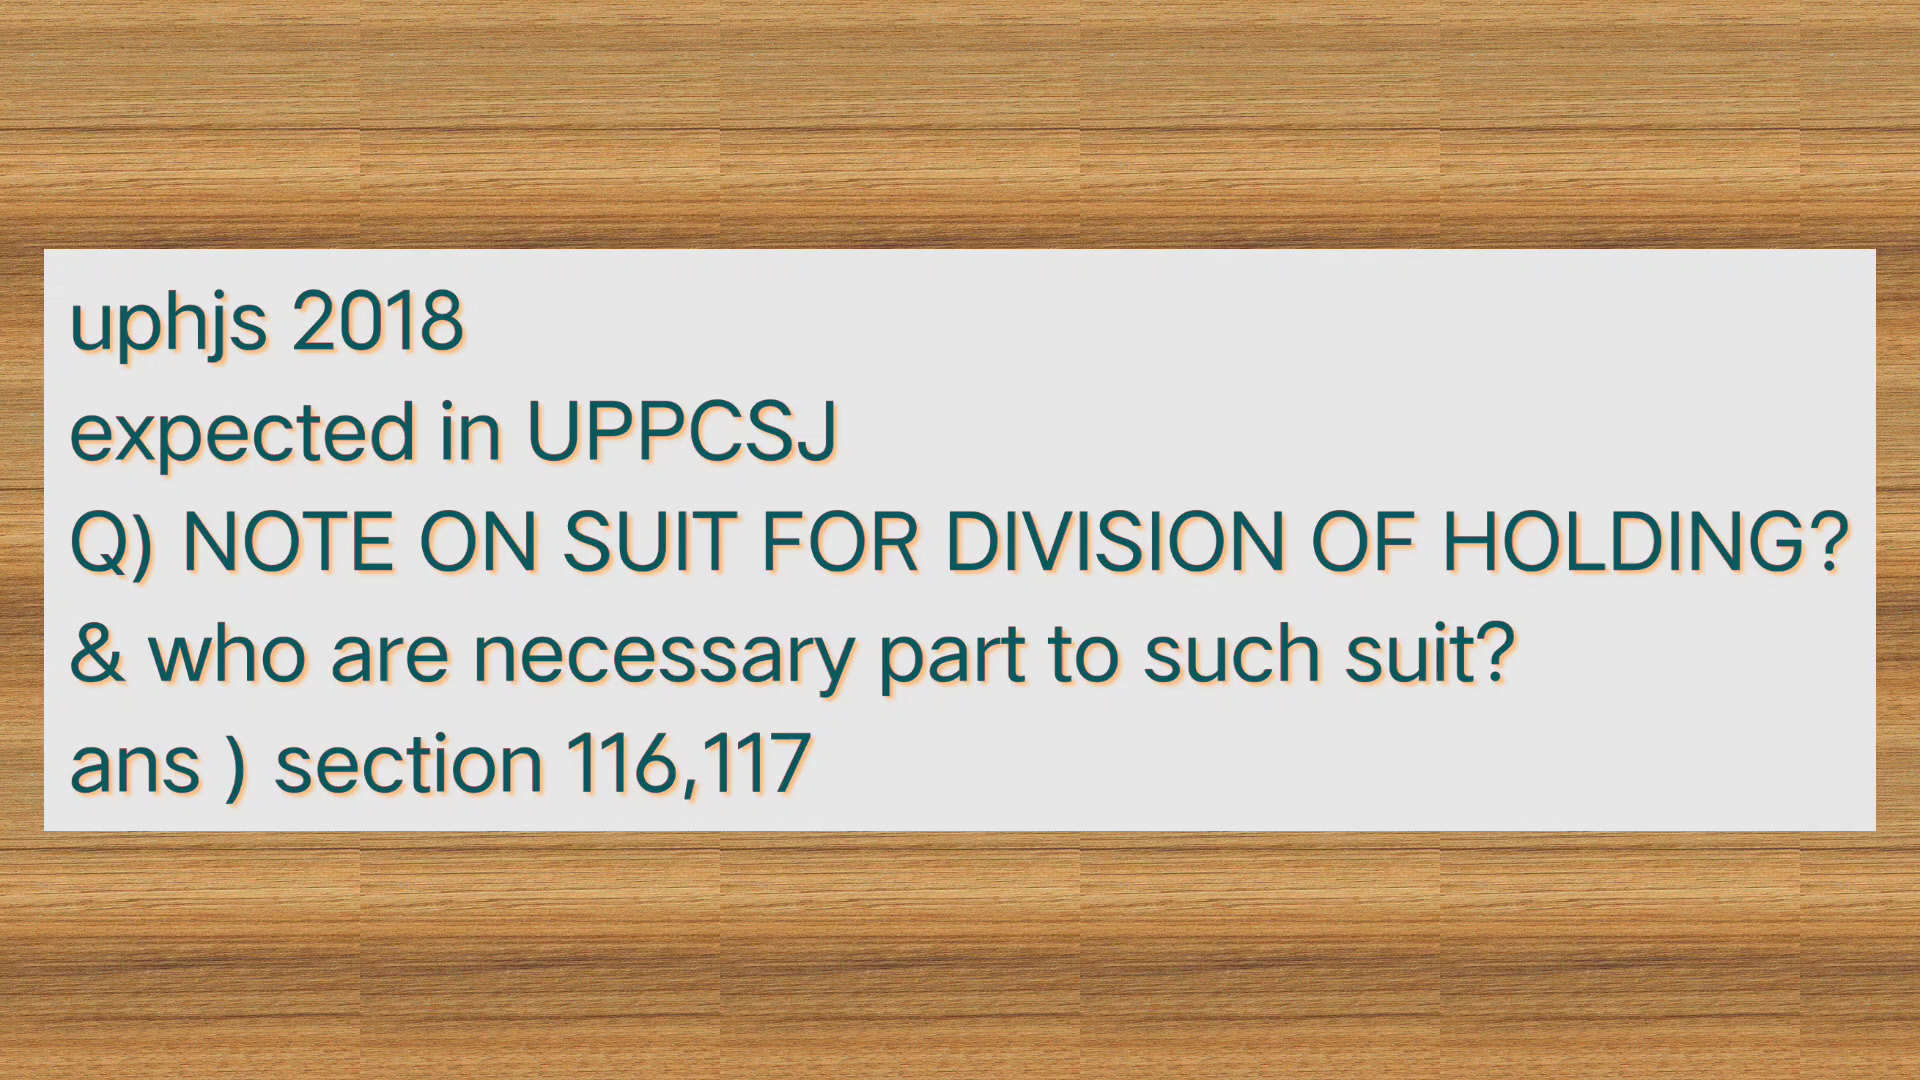 uphjs 2018
expected in UPPCSJ
Q) NOTE ON SUIT FOR DIVISION OF HOLDING?
& who are necessary part to such suit?
ans ) section 116,117